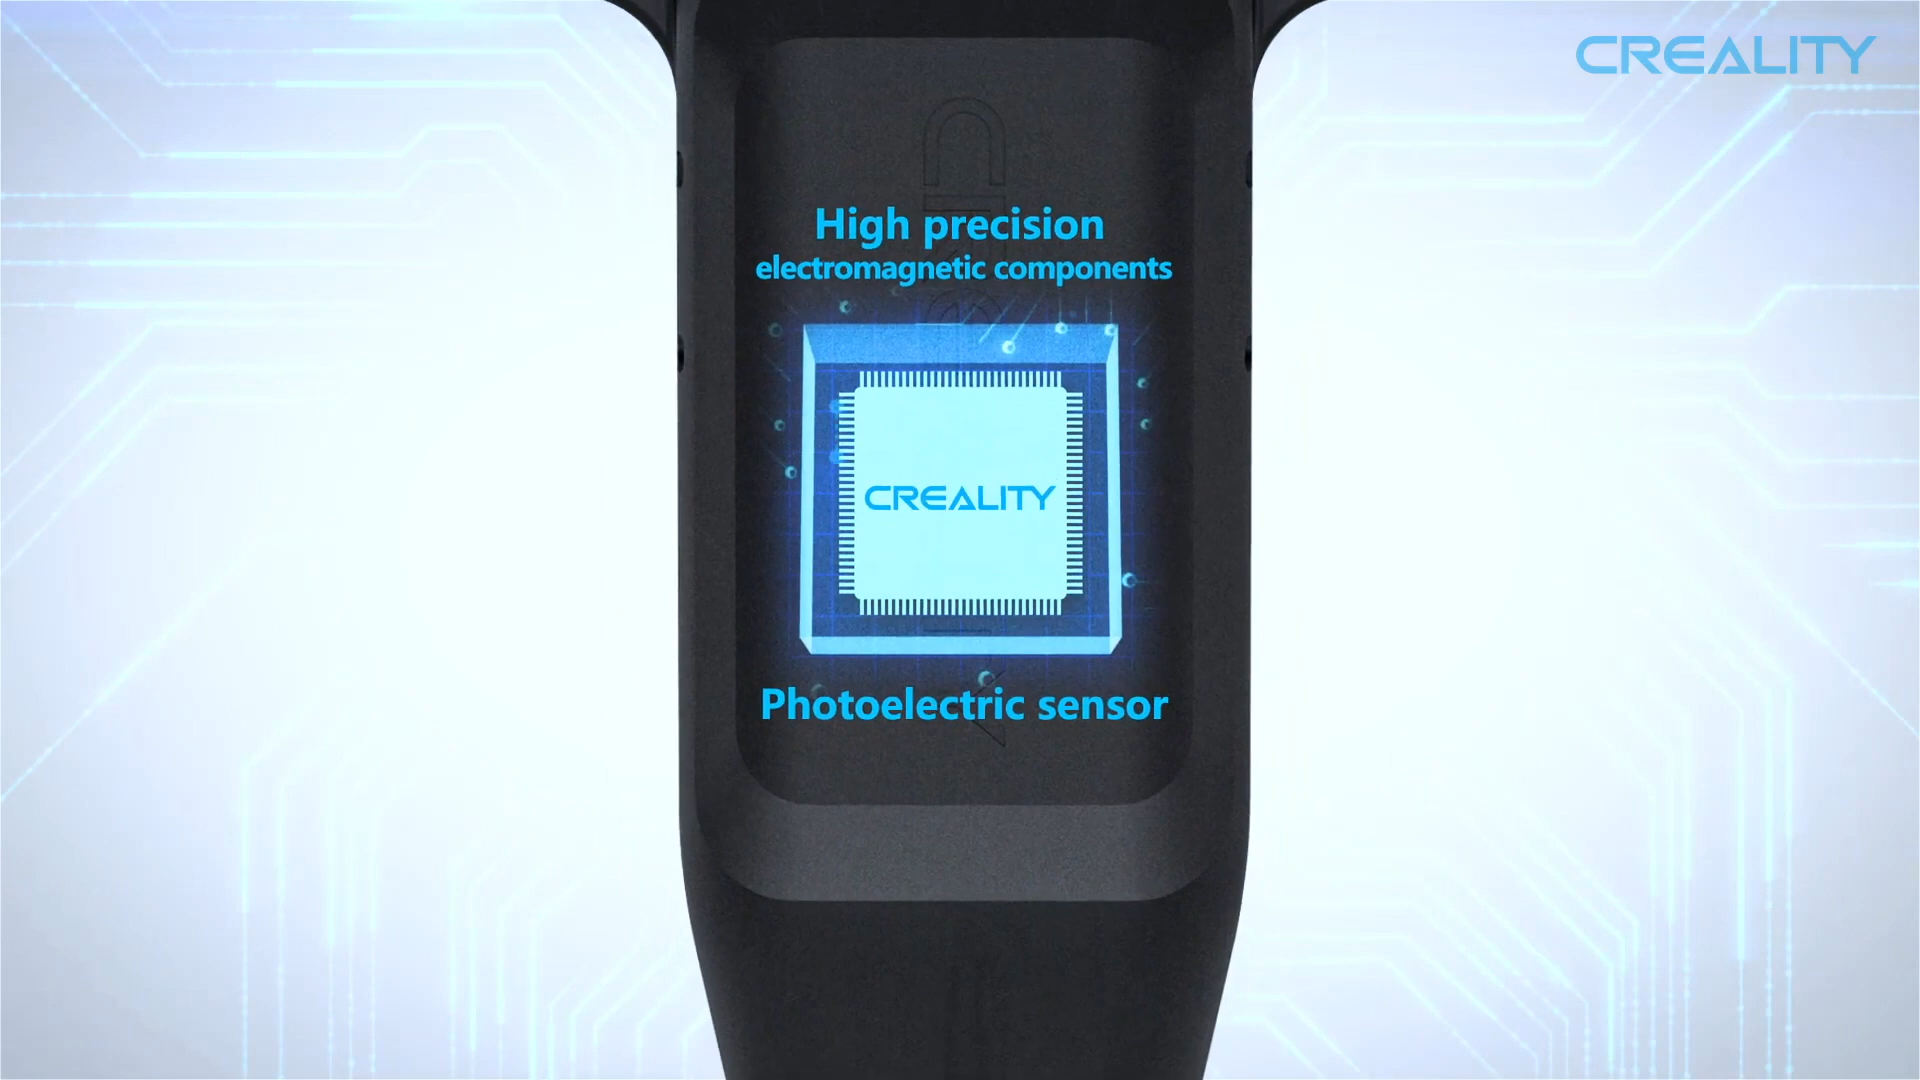 CREALITY
High precision
electromagnetic components
CREALITY
Photoelectric sensor